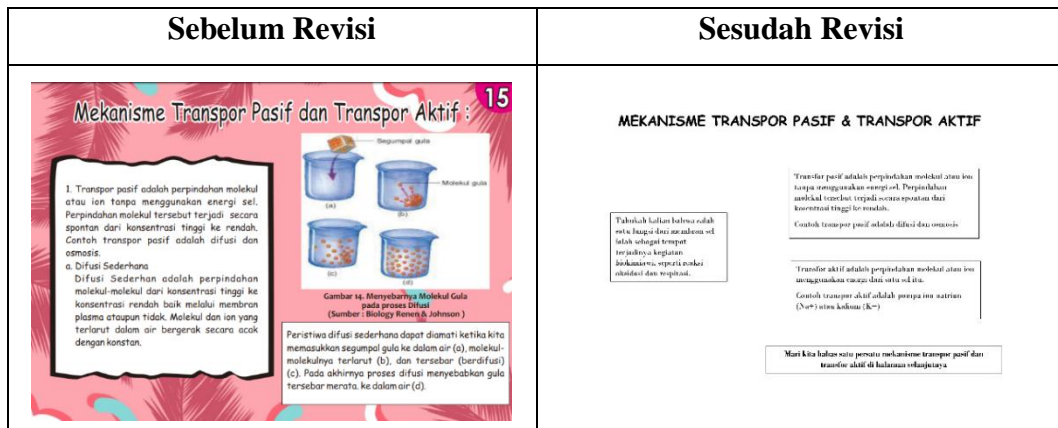 Sebelum Revisi
Sesudah Revisi
Mekanisme Transpor Pasif dan Transpor Aktif :
15
1. Transpor pasif adalah perpindahan molekul
atau ion tanpa menggunakan energi sel.
Perpindahan molekul tersebut terjadi secara
spontan dari konsentrasi tinggi ke rendah.
Contoh transpor pasif adalah difusi dan
osmosis.
a. Difusi Sederhana
Difusi Sederhan adalah perpindahan
molekul-molekul dari konsentrasi tinggi ke
konsentrasi rendah baik melalui membran
plasma ataupun tidak. Molekul dan ion yang
terlarut dalam air bergerak secara acak
dengan konstan.
Segumpal gula
Molekul gula
(a)
(b)
(c)
(d)
Gambar 14. Menyebarnya Molekul Gula
pada proses Difusi
(Sumber : Biology Renen & Johnson )
Peristiwa difusi sederhana dapat diamati ketika kita
memasukkan segumpal gula ke dalam air (a), molekul-
molekulnya terlarut (b), dan tersebar (berdifusi)
(c). Pada akhirnya proses difusi menyebabkan gula
tersebar merata. ke dalam air (d).
MEKANISME TRANSPOR PASIF & TRANSPOR AKTIF
Tahukah kalian bahwa salah
satu fungsi dari membran sel
ialah sebagai tempat
terjadinya kegiatan
biokimiawi, seperti reaksi
oksidasi dan respirasi.
Transfor pasif adalah perpindahan molekul atau ion
tanpa menggunakan energi sel. Perpindahan
molekul tersebut terjadi secara spontan dari
konsentrasi tinggi ke rendah.
Contoh transpor pasif adalah difusi dan osmosis
Transfor aktif adalah perpindahan molekul atau ion
menggunakan energi dari satu sel itu.
Contoh transpor aktif adalah pompa ion natrium
(Na+) atau kalium (K+)
Mari kita bahas satu persatu mekanisme transpor pasif dan
transfor aktif di halaman selanjutaya